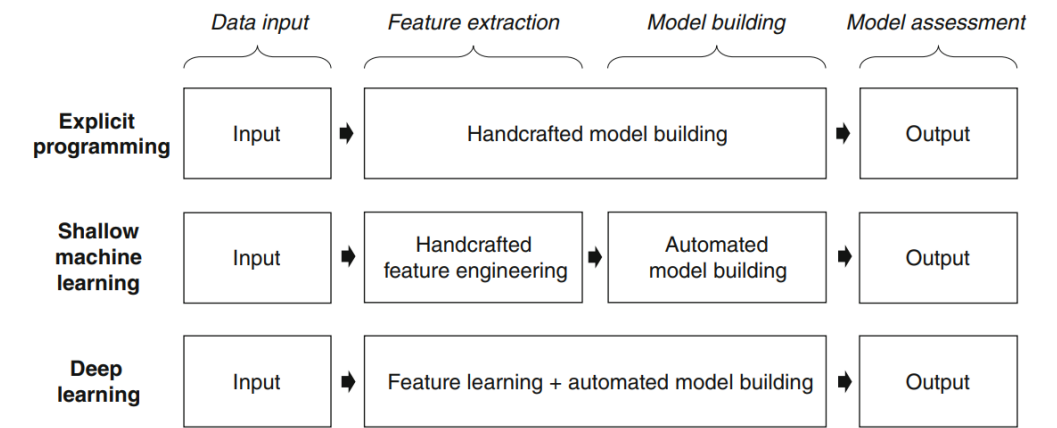 Data input
Feature extraction
Model building
Model assessment
Explicit
programming
Input
Handcrafted model building
Output
Shallow
machine
learning
Input
Handcrafted
feature engineering
Automated
model building
Output
Deep
learning
Input
Feature learning + automated model building
Output